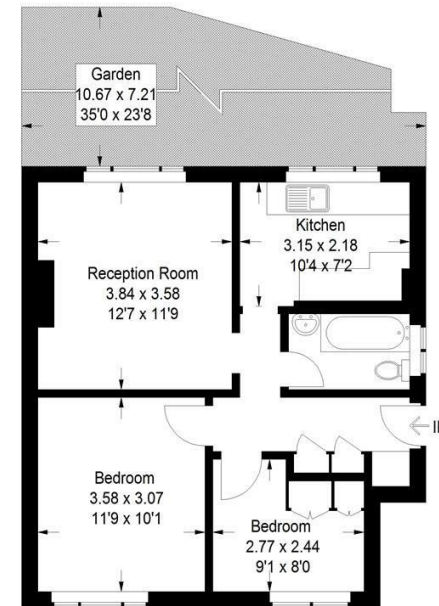 Garden
10.67 x 7.21
35'0 x 23'8
Kitchen
3.15 x 2.18
10'4 x 7'2
Reception Room
3.84 x 3.58
12'7 x 11'9
Bedroom
3.58 x 3.07
11'9 x 10'1
Bedroom
2.77 x 2.44
9'1 x 8'0